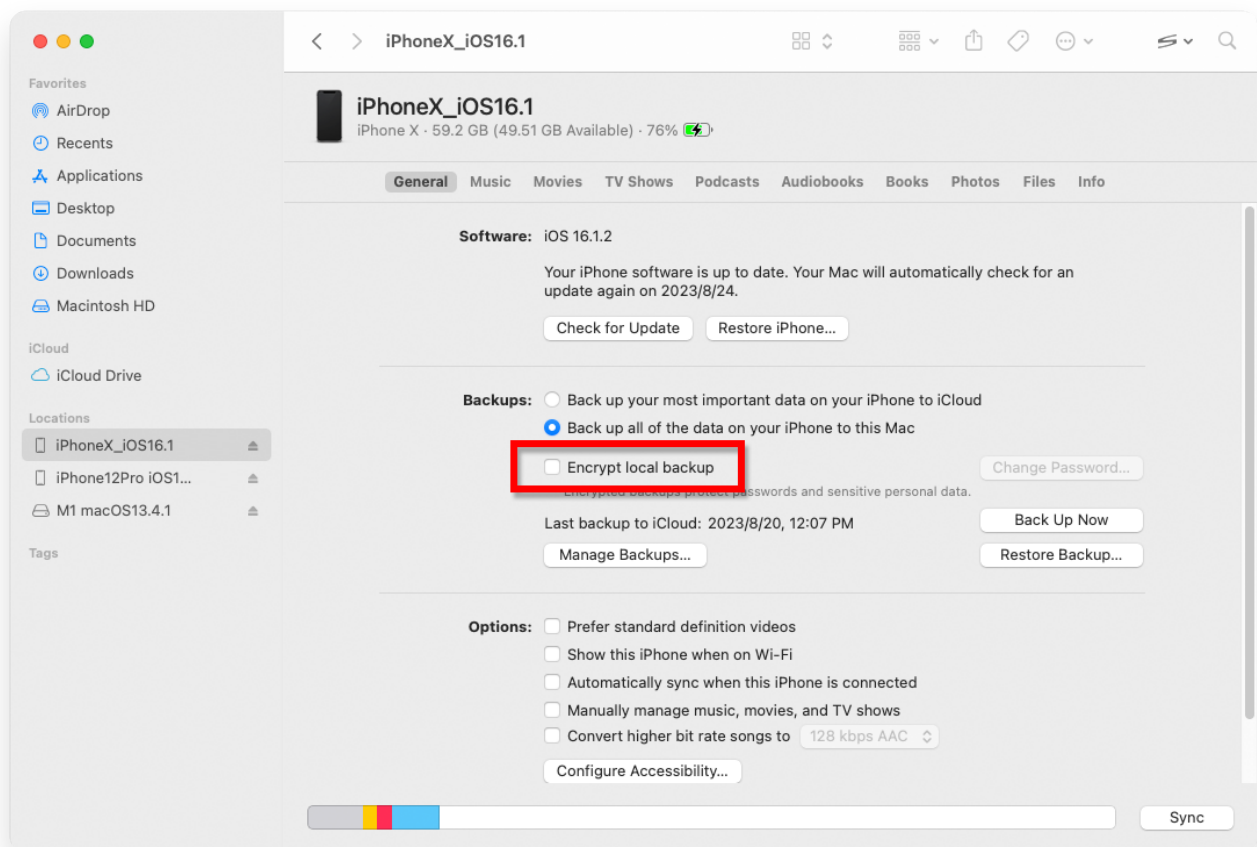 iPhoneX_iOS16.1
Favorites
AirDrop
Recents
Applications
Desktop
Documents
Downloads
Macintosh HD
iCloud
iCloud Drive
Locations
iPhoneX_iOS16.1
iPhone12Pro iOS1...
M1 macOS13.4.1
Tags
iPhoneX_iOS16.1
iPhone X · 59.2 GB (49.51 GB Available) · 76%
General Music Movies TV Shows Podcasts Audiobooks Books Photos Files Info
Software: iOS 16.1.2
Your iPhone software is up to date. Your Mac will automatically check for an
update again on 2023/8/24.
Check for Update Restore iPhone...
Backups: Back up your most important data on your iPhone to iCloud
Back up all of the data on your iPhone to this Mac
Encrypt local backup Change Password...
Encrypted backups protect passwords and sensitive personal data.
Last backup to iCloud: 2023/8/20, 12:07 PM Back Up Now
Manage Backups... Restore Backup...
Options: Prefer standard definition videos
Show this iPhone when on Wi-Fi
Automatically sync when this iPhone is connected
Manually manage music, movies, and TV shows
Convert higher bit rate songs to 128 kbps AAC
Configure Accessibility...
Sync